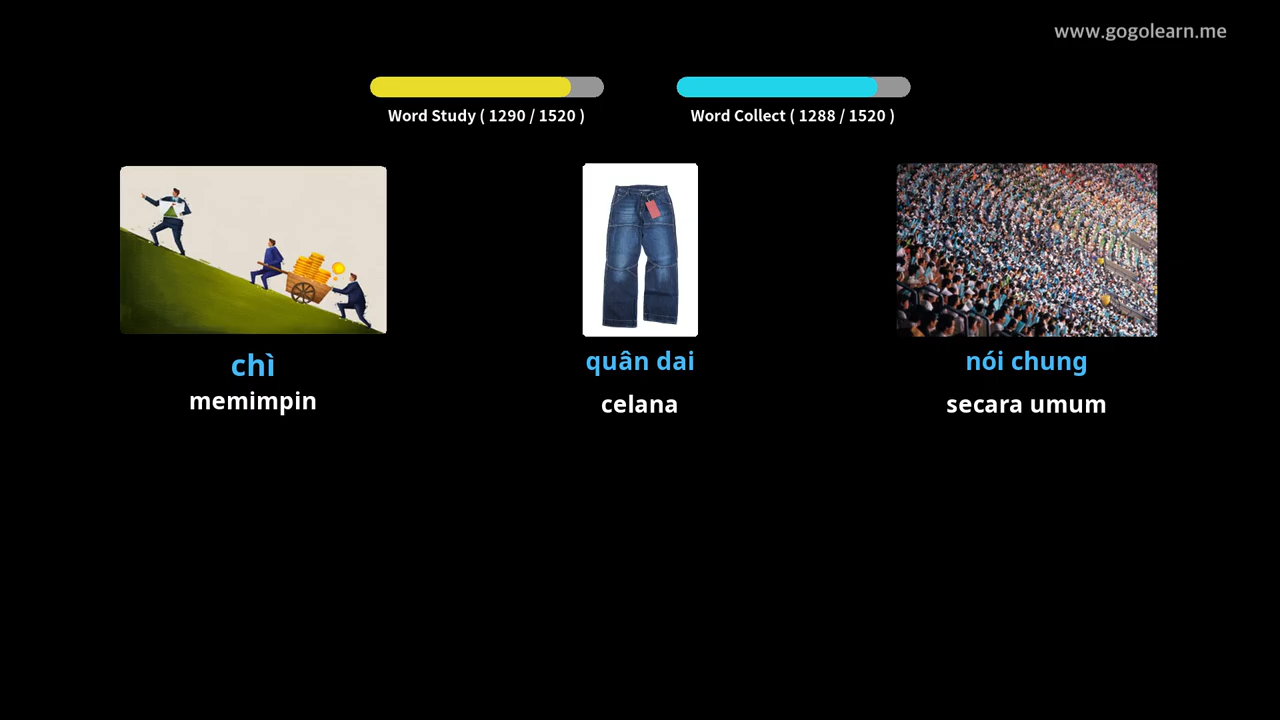 www.gogolearn.me
Word Study ( 1290 / 1520 )
Word Collect ( 1288 / 1520 )
chì
memimpin
quân dai
celana
nói chung
secara umum